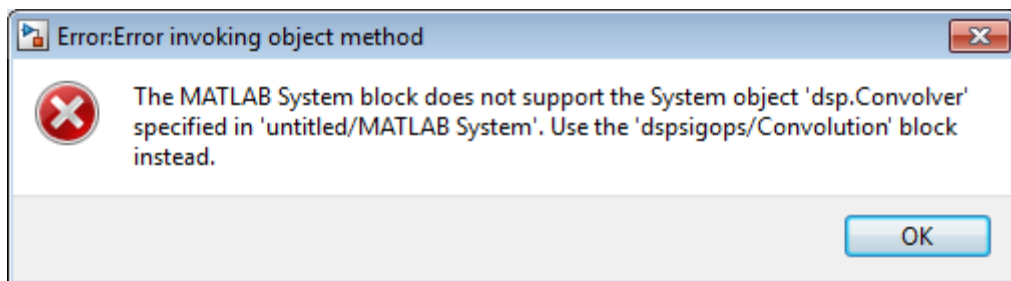 Error:Error invoking object method
The MATLAB System block does not support the System object 'dsp.Convolver'
specified in 'untitled/MATLAB System'. Use the 'dspsigops/Convolution' block
instead.
OK